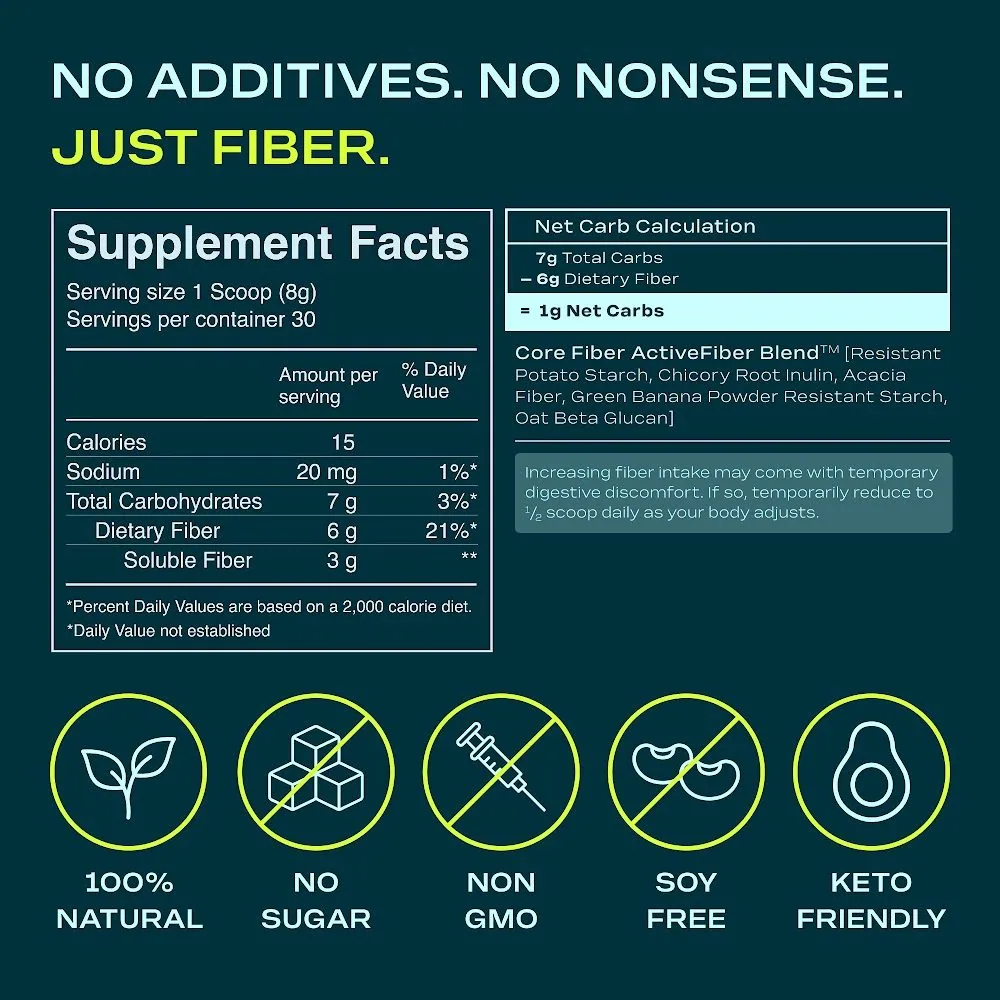 NO ADDITIVES. NO NONSENSE.
JUST FIBER.
Supplement Facts
Serving size 1 Scoop (8g)
Servings per container 30
Amount per serving % Daily Value
Calories 15
Sodium 20 mg 1%*
Total Carbohydrates 7 g 3%*
Dietary Fiber 6 g 21%*
Soluble Fiber 3 g **
*Percent Daily Values are based on a 2,000 calorie diet.
*Daily Value not established
Net Carb Calculation
7g Total Carbs
– 6g Dietary Fiber
= 1g Net Carbs
Core Fiber ActiveFiber Blend™ [Resistant
Potato Starch, Chicory Root Inulin, Acacia
Fiber, Green Banana Powder Resistant Starch,
Oat Beta Glucan]
Increasing fiber intake may come with temporary
digestive discomfort. If so, temporarily reduce to
½ scoop daily as your body adjusts.
100%
NATURAL
NO
SUGAR
NON
GMO
SOY
FREE
KETO
FRIENDLY